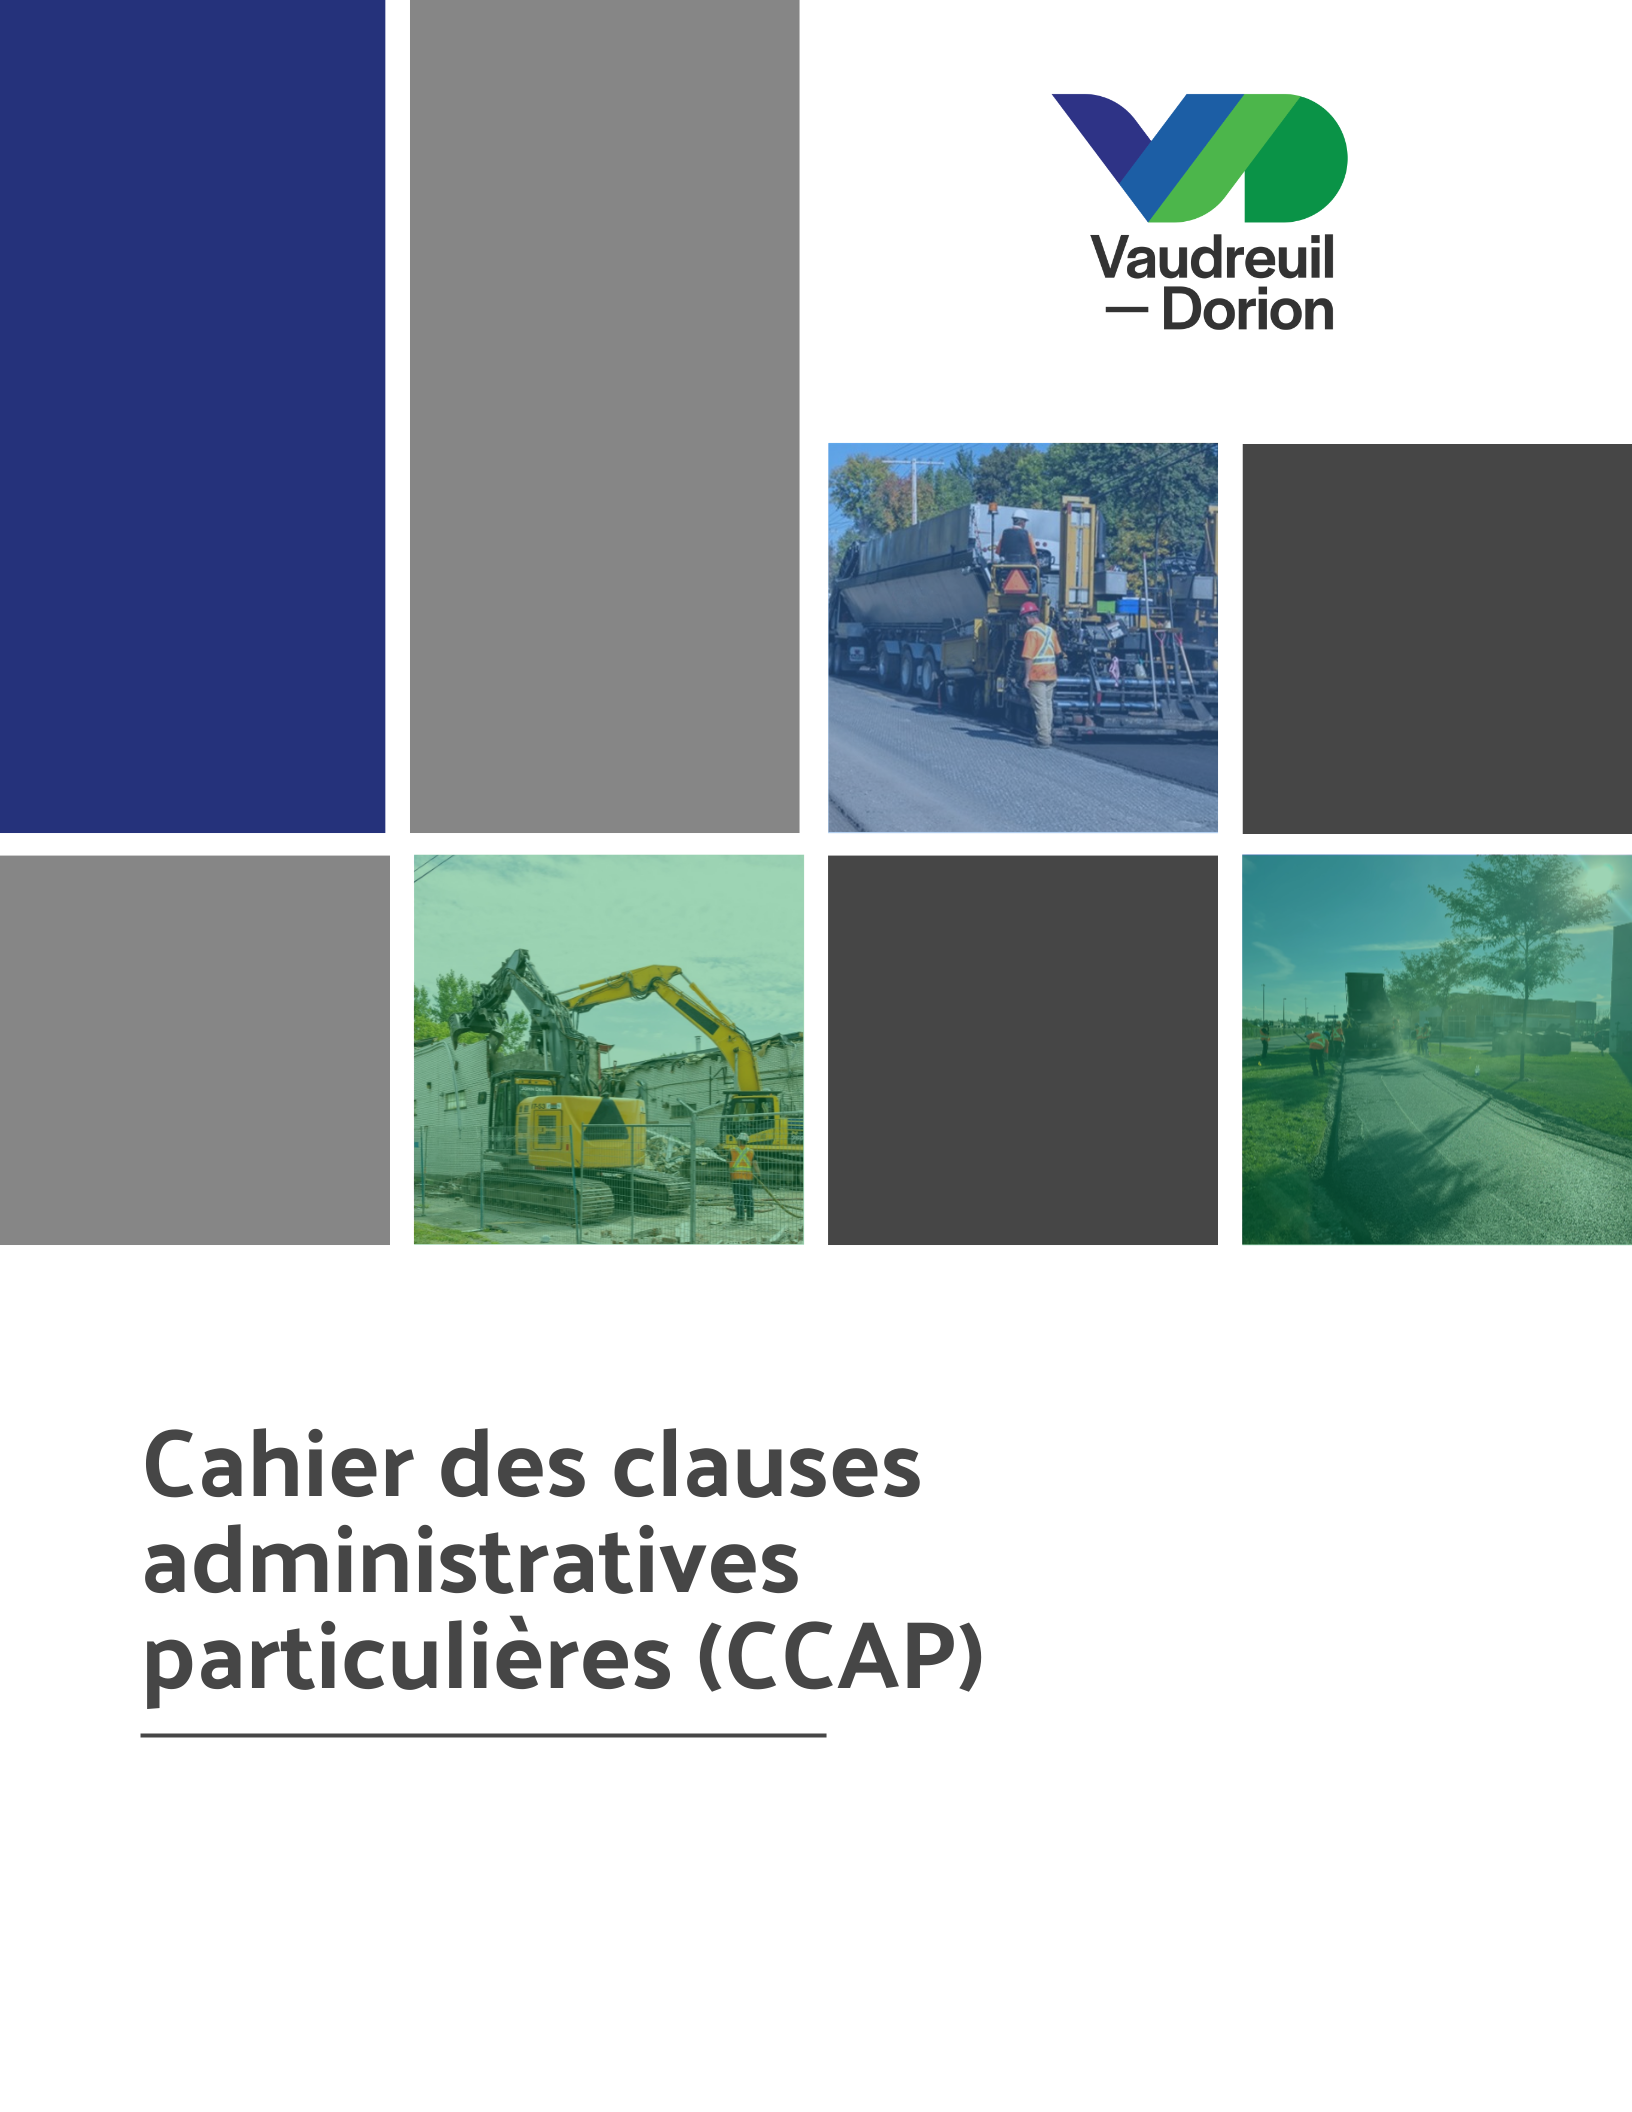 Vaudreuil
— Dorion
Cahier des clauses
administratives
particulières (CCAP)